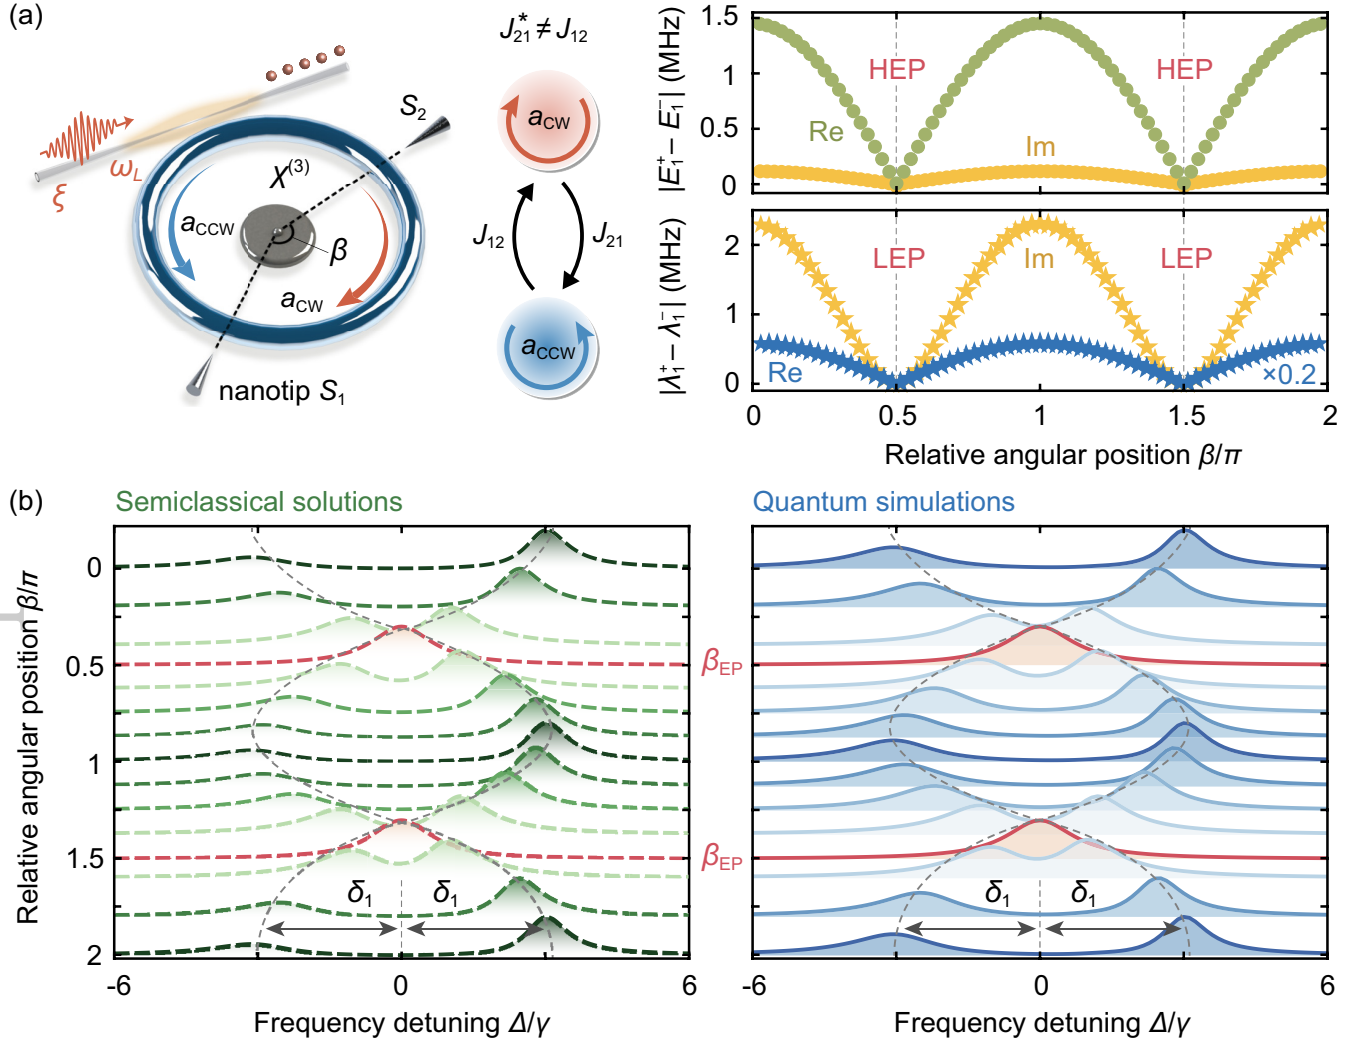 (a)
J*21 ≠ J12
ωL
ξ
χ(3)
S2
aCCW
β
aCW
nanotip S1
aCW
J12
J21
aCCW
|E1+ − E1−| (MHz)
1.5
0.5
0
HEP
HEP
Re
Im
|λ1+ − λ1−| (MHz)
2
1
0
LEP
Im
LEP
Re
×0.2
0
0.5
1
1.5
2
Relative angular position β/π
(b)
Semiclassical solutions
Relative angular position β/π
0
0.5
1
1.5
2
δ1
δ1
-6
0
6
Frequency detuning Δ/γ
βEP
βEP
Quantum simulations
δ1
δ1
-6
0
6
Frequency detuning Δ/γ